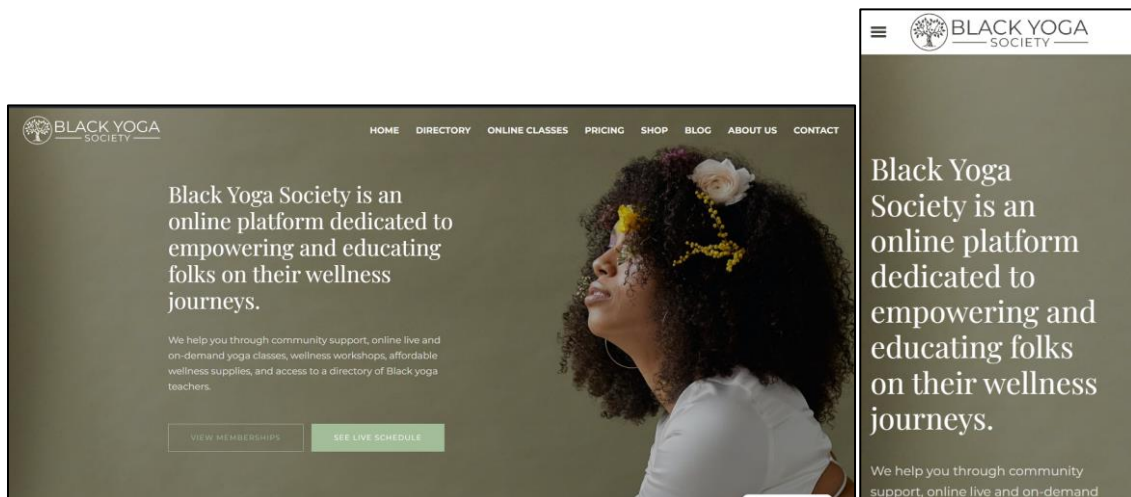 BLACK YOGA
SOCIETY
HOME DIRECTORY ONLINE CLASSES PRICING SHOP BLOG ABOUT US CONTACT
Black Yoga Society is an
online platform dedicated to
empowering and educating
folks on their wellness
journeys.
We help you through community support, online live and
on-demand yoga classes, wellness workshops, affordable
wellness supplies, and access to a directory of Black yoga
teachers.
VIEW MEMBERSHIPS SEE LIVE SCHEDULE
BLACK YOGA
SOCIETY
Black Yoga
Society is an
online platform
dedicated to
empowering and
educating folks
on their wellness
journeys.
We help you through community
support, online live and on-demand